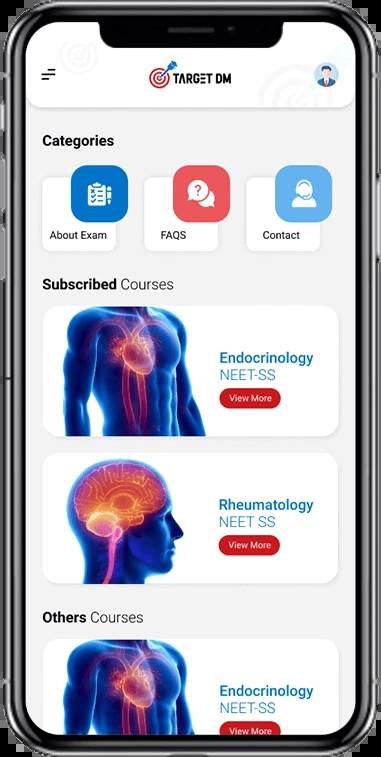 TARGET DM
Categories
About Exam
FAQS
Contact
Subscribed Courses
Endocrinology
NEET-SS
View More
Rheumatology
NEET SS
View More
Others Courses
Endocrinology
NEET-SS
View More